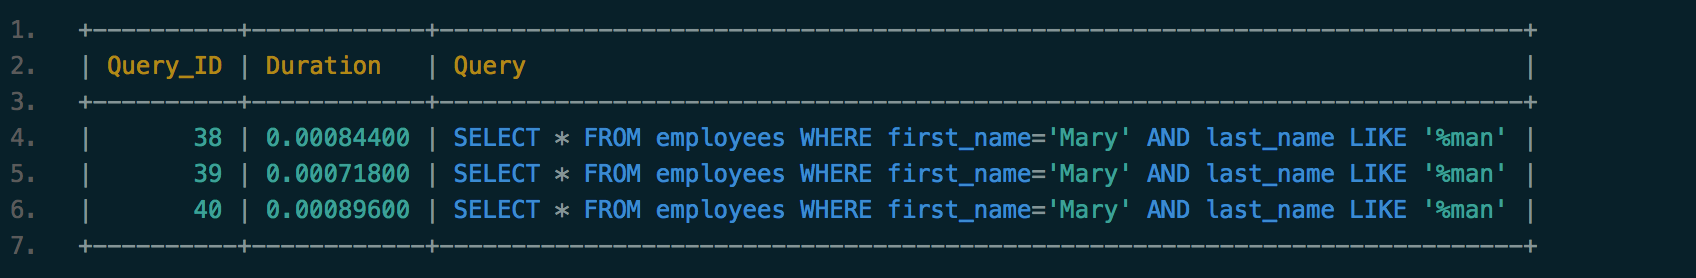 1. +----------+------------+---------------------------------------------------------------------------+
2. | Query_ID | Duration   | Query                                                                     |
3. +----------+------------+---------------------------------------------------------------------------+
4. |       38 | 0.00084400 | SELECT * FROM employees WHERE first_name='Mary' AND last_name LIKE '%man' |
5. |       39 | 0.00071800 | SELECT * FROM employees WHERE first_name='Mary' AND last_name LIKE '%man' |
6. |       40 | 0.00089600 | SELECT * FROM employees WHERE first_name='Mary' AND last_name LIKE '%man' |
7. +----------+------------+---------------------------------------------------------------------------+